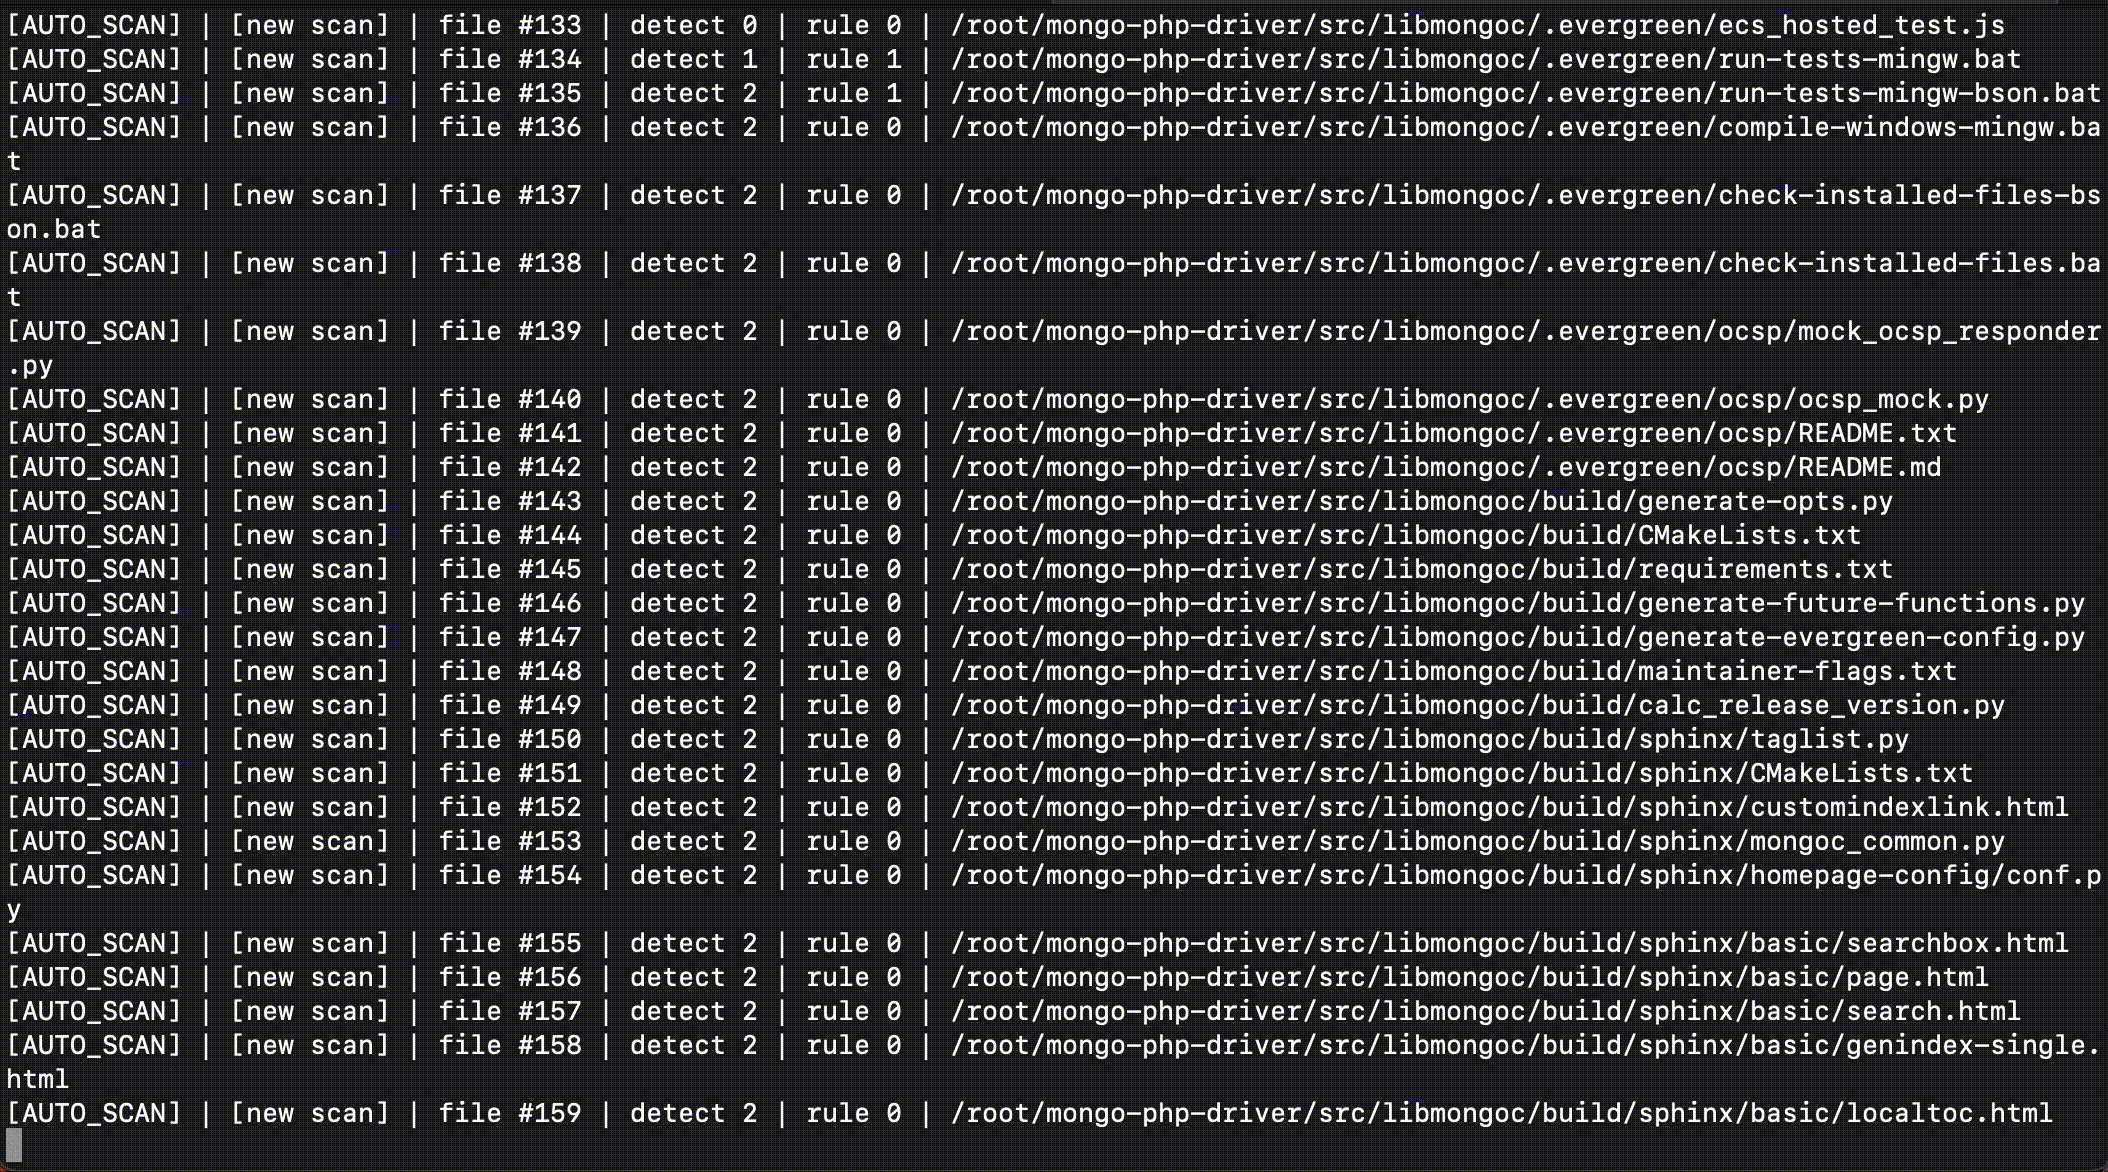 [AUTO_SCAN] | [new scan] | file #133 | detect 0 | rule 0 | /root/mongo-php-driver/src/libmongoc/.evergreen/ecs_hosted_test.js
[AUTO_SCAN] | [new scan] | file #134 | detect 1 | rule 1 | /root/mongo-php-driver/src/libmongoc/.evergreen/run-tests-mingw.bat
[AUTO_SCAN] | [new scan] | file #135 | detect 2 | rule 1 | /root/mongo-php-driver/src/libmongoc/.evergreen/run-tests-mingw-bson.bat
[AUTO_SCAN] | [new scan] | file #136 | detect 2 | rule 0 | /root/mongo-php-driver/src/libmongoc/.evergreen/compile-windows-mingw.ba
t
[AUTO_SCAN] | [new scan] | file #137 | detect 2 | rule 0 | /root/mongo-php-driver/src/libmongoc/.evergreen/check-installed-files-bs
on.bat
[AUTO_SCAN] | [new scan] | file #138 | detect 2 | rule 0 | /root/mongo-php-driver/src/libmongoc/.evergreen/check-installed-files.ba
t
[AUTO_SCAN] | [new scan] | file #139 | detect 2 | rule 0 | /root/mongo-php-driver/src/libmongoc/.evergreen/ocsp/mock_ocsp_responder
.py
[AUTO_SCAN] | [new scan] | file #140 | detect 2 | rule 0 | /root/mongo-php-driver/src/libmongoc/.evergreen/ocsp/ocsp_mock.py
[AUTO_SCAN] | [new scan] | file #141 | detect 2 | rule 0 | /root/mongo-php-driver/src/libmongoc/.evergreen/ocsp/README.txt
[AUTO_SCAN] | [new scan] | file #142 | detect 2 | rule 0 | /root/mongo-php-driver/src/libmongoc/.evergreen/ocsp/README.md
[AUTO_SCAN] | [new scan] | file #143 | detect 2 | rule 0 | /root/mongo-php-driver/src/libmongoc/build/generate-opts.py
[AUTO_SCAN] | [new scan] | file #144 | detect 2 | rule 0 | /root/mongo-php-driver/src/libmongoc/build/CMakeLists.txt
[AUTO_SCAN] | [new scan] | file #145 | detect 2 | rule 0 | /root/mongo-php-driver/src/libmongoc/build/requirements.txt
[AUTO_SCAN] | [new scan] | file #146 | detect 2 | rule 0 | /root/mongo-php-driver/src/libmongoc/build/generate-future-functions.py
[AUTO_SCAN] | [new scan] | file #147 | detect 2 | rule 0 | /root/mongo-php-driver/src/libmongoc/build/generate-evergreen-config.py
[AUTO_SCAN] | [new scan] | file #148 | detect 2 | rule 0 | /root/mongo-php-driver/src/libmongoc/build/maintainer-flags.txt
[AUTO_SCAN] | [new scan] | file #149 | detect 2 | rule 0 | /root/mongo-php-driver/src/libmongoc/build/calc_release_version.py
[AUTO_SCAN] | [new scan] | file #150 | detect 2 | rule 0 | /root/mongo-php-driver/src/libmongoc/build/sphinx/taglist.py
[AUTO_SCAN] | [new scan] | file #151 | detect 2 | rule 0 | /root/mongo-php-driver/src/libmongoc/build/sphinx/CMakeLists.txt
[AUTO_SCAN] | [new scan] | file #152 | detect 2 | rule 0 | /root/mongo-php-driver/src/libmongoc/build/sphinx/customindexlink.html
[AUTO_SCAN] | [new scan] | file #153 | detect 2 | rule 0 | /root/mongo-php-driver/src/libmongoc/build/sphinx/mongoc_common.py
[AUTO_SCAN] | [new scan] | file #154 | detect 2 | rule 0 | /root/mongo-php-driver/src/libmongoc/build/sphinx/homepage-config/conf.p
y
[AUTO_SCAN] | [new scan] | file #155 | detect 2 | rule 0 | /root/mongo-php-driver/src/libmongoc/build/sphinx/basic/searchbox.html
[AUTO_SCAN] | [new scan] | file #156 | detect 2 | rule 0 | /root/mongo-php-driver/src/libmongoc/build/sphinx/basic/page.html
[AUTO_SCAN] | [new scan] | file #157 | detect 2 | rule 0 | /root/mongo-php-driver/src/libmongoc/build/sphinx/basic/search.html
[AUTO_SCAN] | [new scan] | file #158 | detect 2 | rule 0 | /root/mongo-php-driver/src/libmongoc/build/sphinx/basic/genindex-single.
html
[AUTO_SCAN] | [new scan] | file #159 | detect 2 | rule 0 | /root/mongo-php-driver/src/libmongoc/build/sphinx/basic/localtoc.html